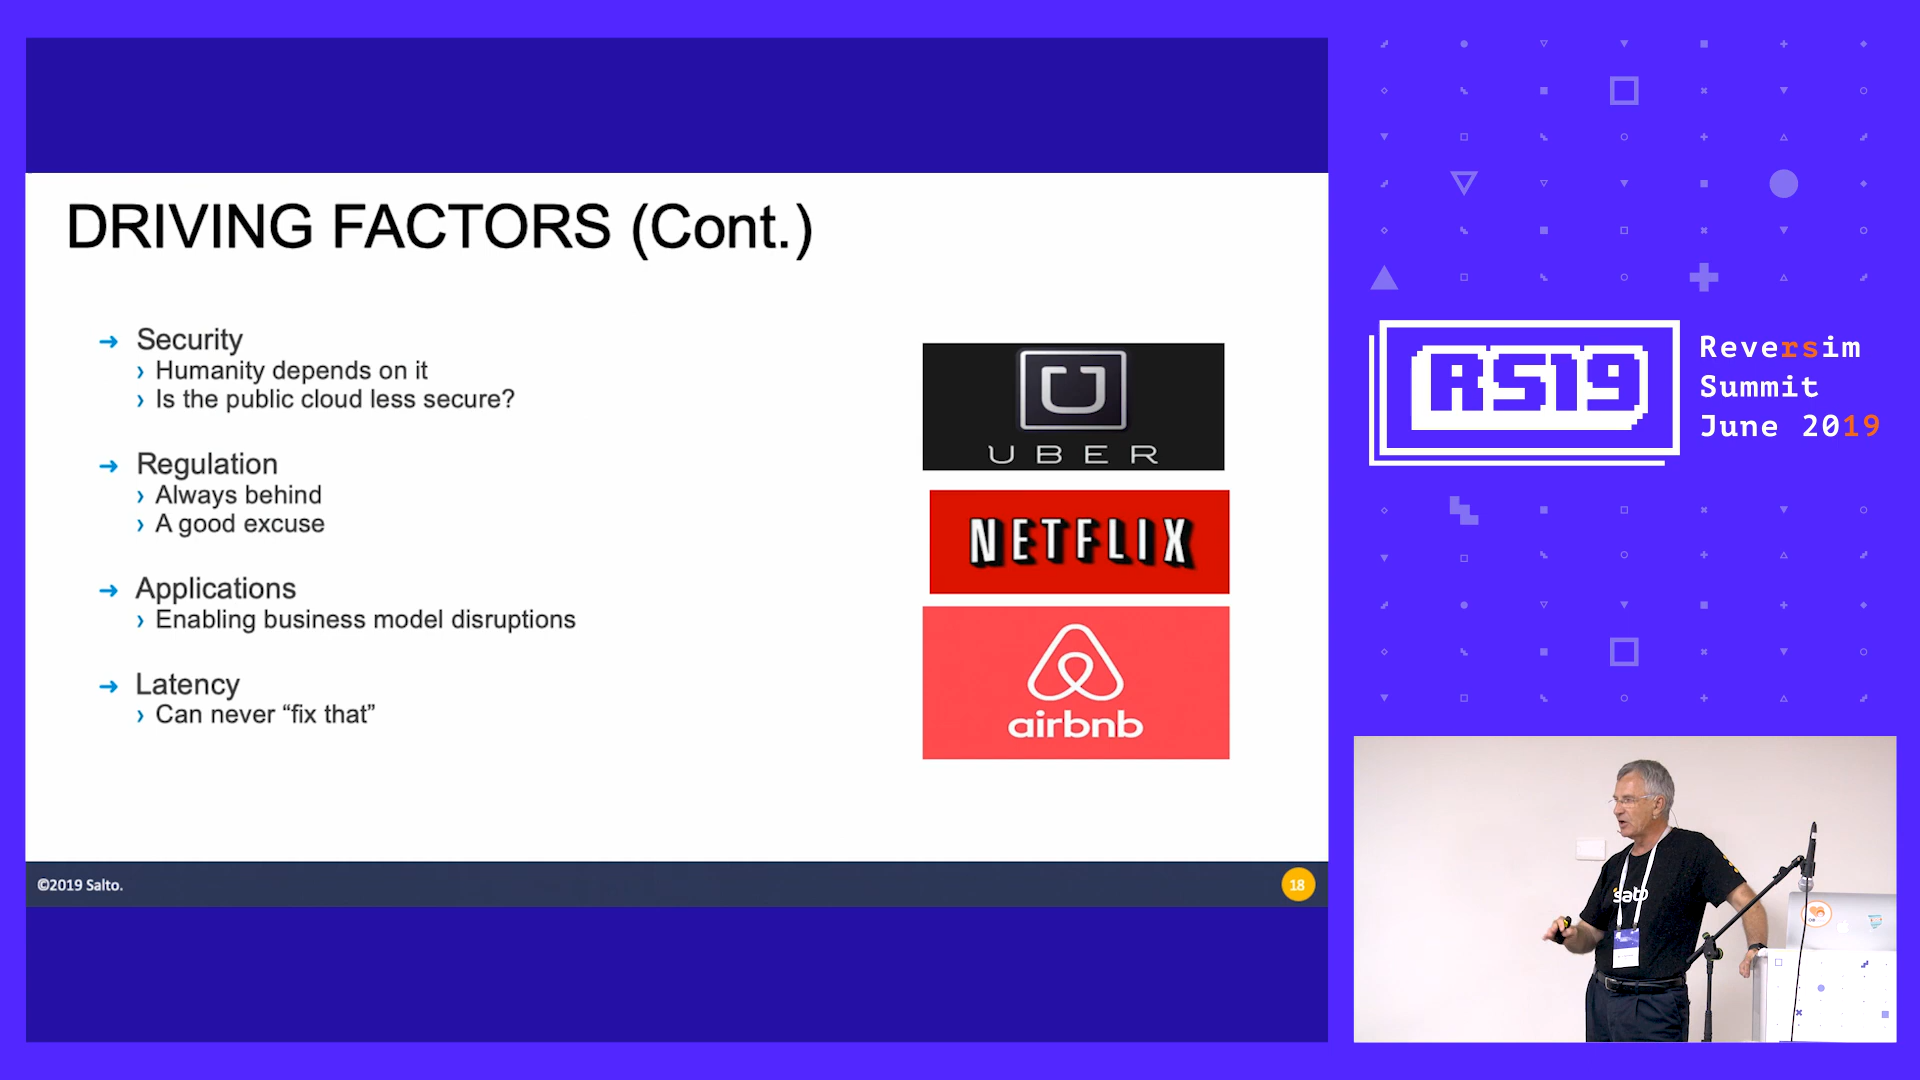 DRIVING FACTORS (Cont.)
Security
Humanity depends on it
Is the public cloud less secure?
Regulation
Always behind
A good excuse
Applications
Enabling business model disruptions
Latency
Can never “fix that”
UBER
NETFLIX
airbnb
©2019 Salto.
18
RS19
Reversim
Summit
June 2019
salto